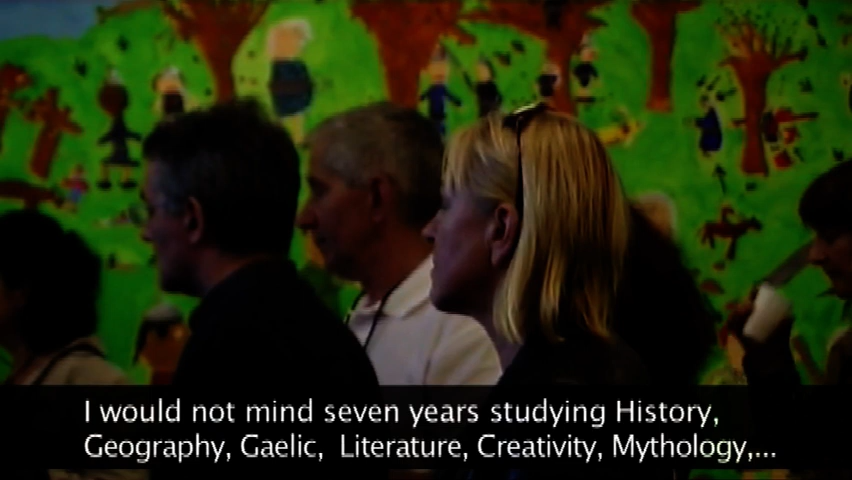 I would not mind seven years studying History,
Geography, Gaelic,  Literature, Creativity, Mythology,...